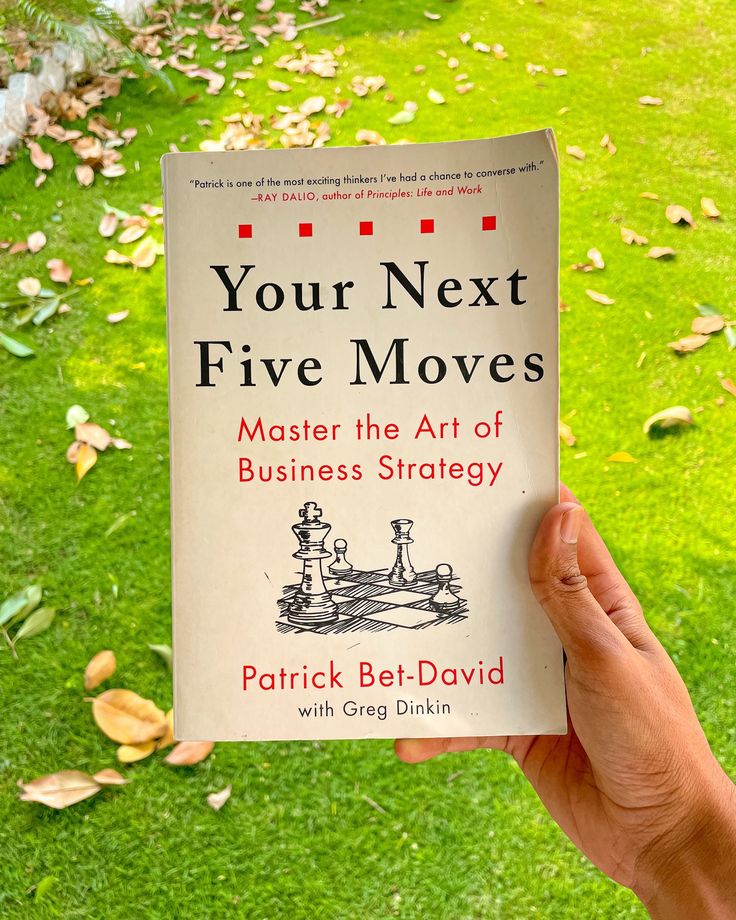 "Patrick is one of the most exciting thinkers I've had a chance to converse with."
—RAY DALIO, author of Principles: Life and Work
Your Next
Five Moves
Master the Art of
Business Strategy
Patrick Bet-David
with Greg Dinkin